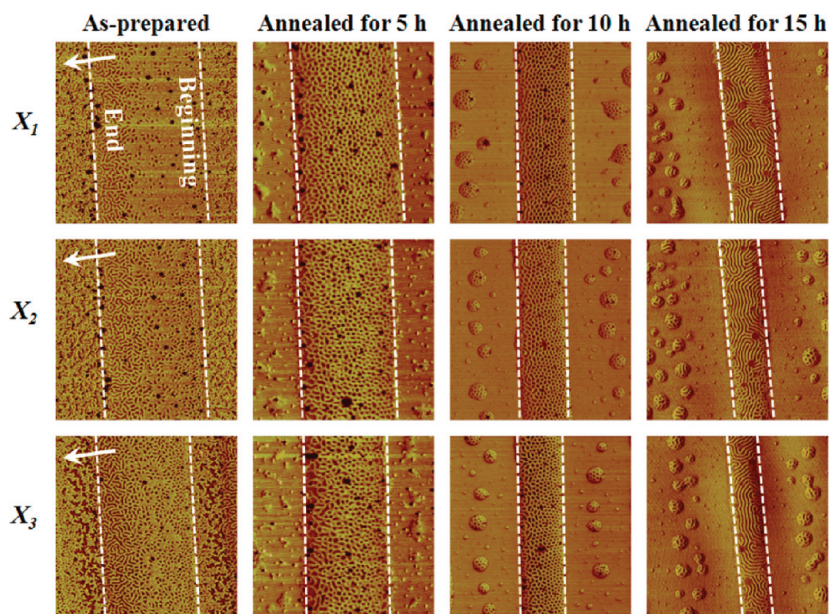 As-prepared
Annealed for 5 h
Annealed for 10 h
Annealed for 15 h
X1
End
Beginning
X2
X3